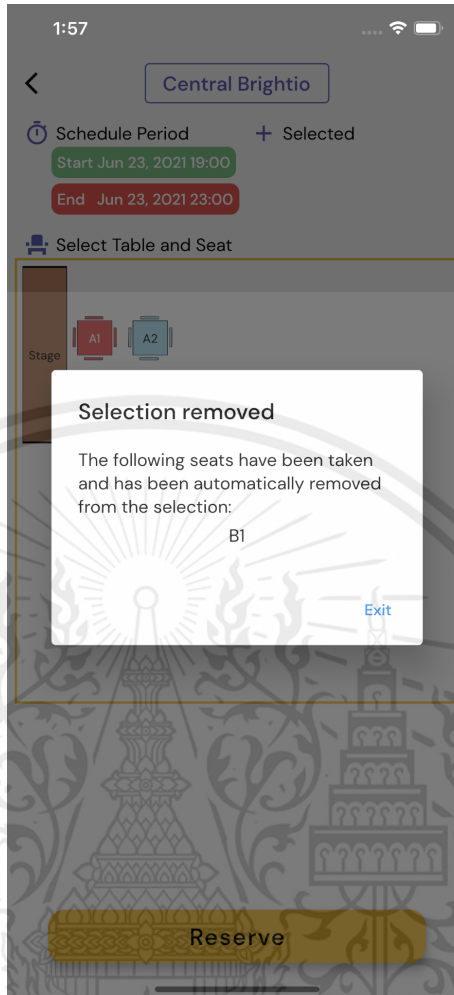 1:57
Central Brightio
Schedule Period
Selected
Start Jun 23, 2021 19:00
End Jun 23, 2021 23:00
Select Table and Seat
A1
A2
Stage
Selection removed
The following seats have been taken
and has been automatically removed
from the selection:
B1
Exit
Reserve